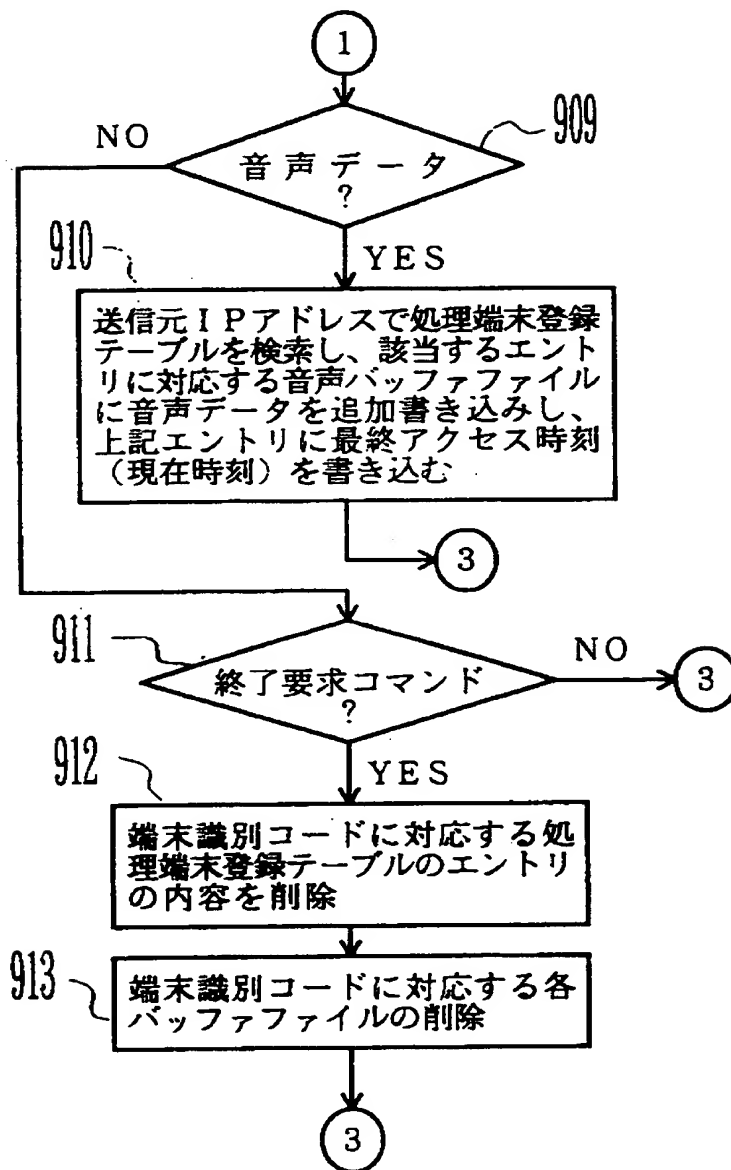 1
909
NO
音声データ
?
YES
910
送信元IPアドレスで処理端末登録
テーブルを検索し、該当するエント
リに対応する音声バッファファイル
に音声データを追加書き込みし、
上記エントリに最終アクセス時刻
（現在時刻）を書き込む
3
911
終了要求コマンド
?
NO
3
YES
912
端末識別コードに対応する処
理端末登録テーブルのエントリ
の内容を削除
913
端末識別コードに対応する各
バッファファイルの削除
3